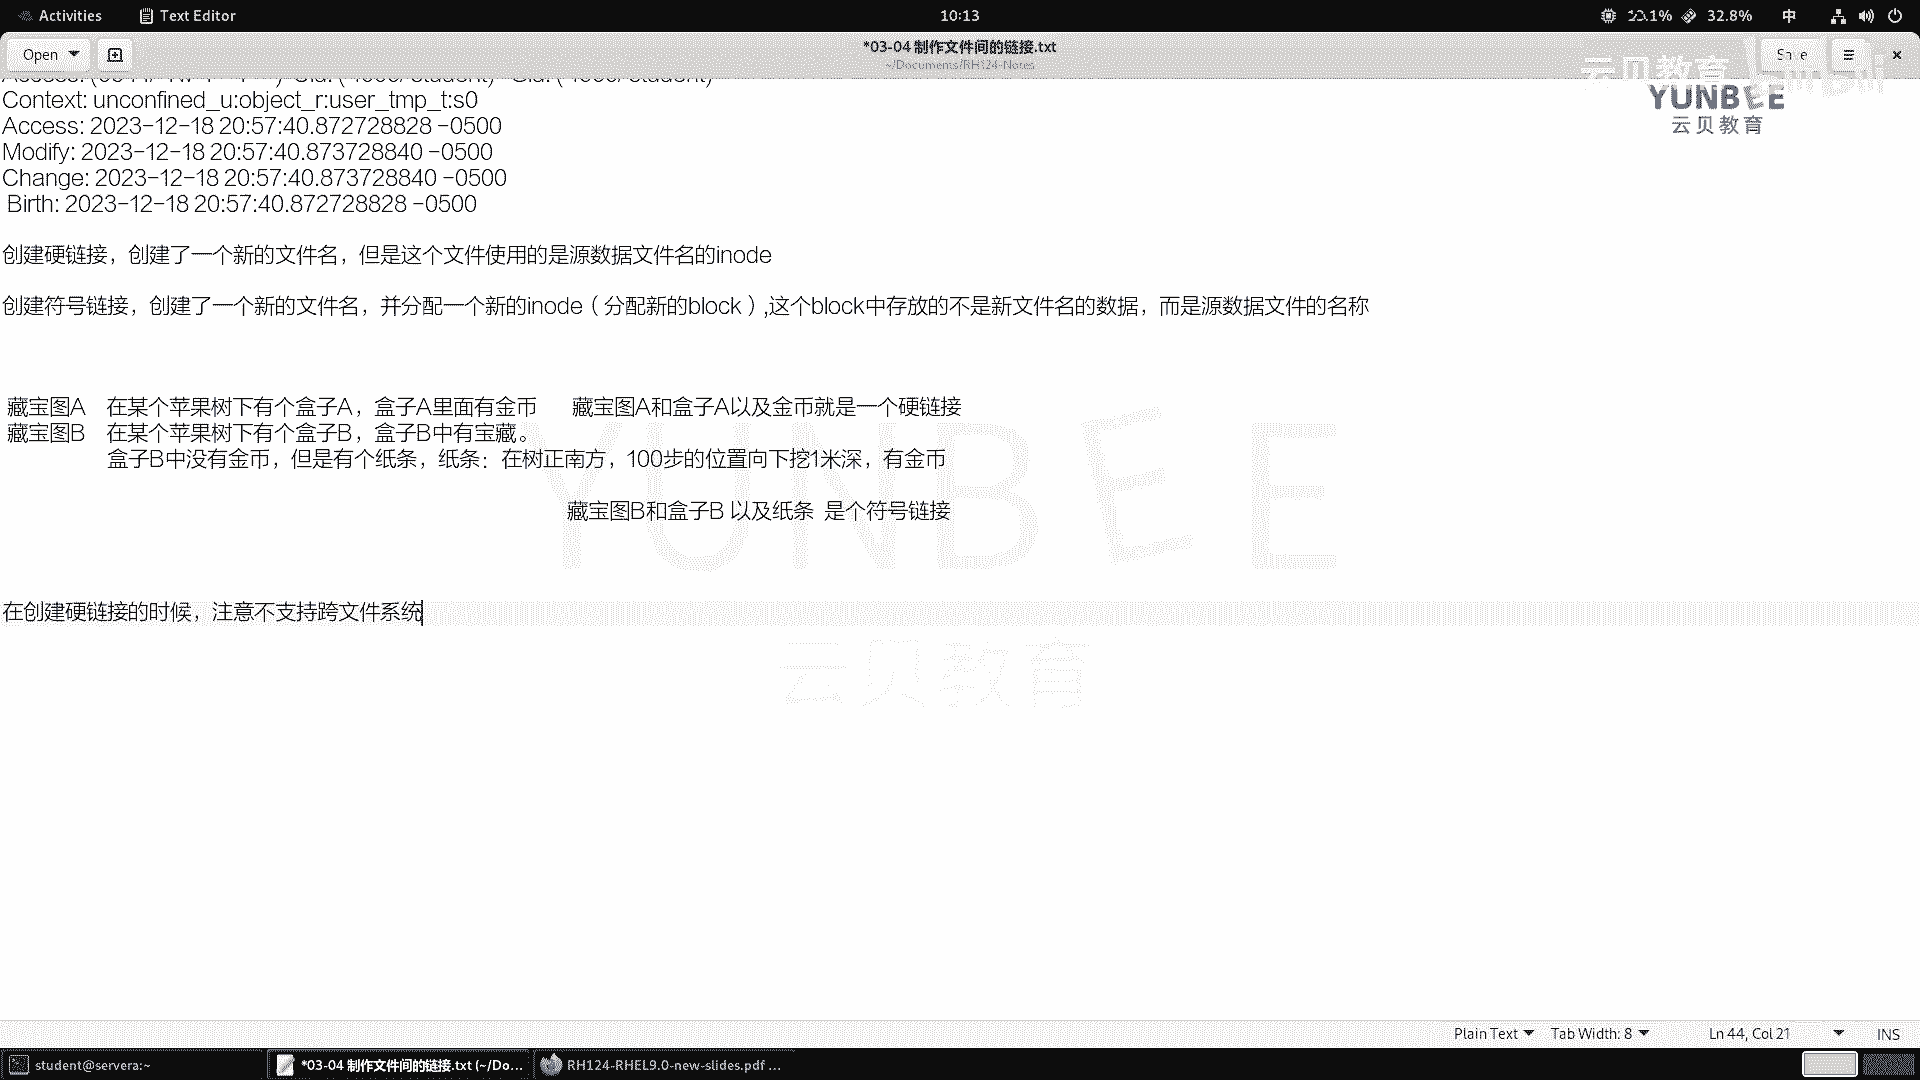 Activities
Text Editor
10:13
32.8%
中
Open
*03-04 制作文件间的链接.txt
~/Documents/RH124-Notes
Save
云贝教育
YUNBEE
云贝教育
Context: unconfined_u:object_r:user_tmp_t:s0
Access: 2023-12-18 20:57:40.872728828 -0500
Modify: 2023-12-18 20:57:40.873728840 -0500
Change: 2023-12-18 20:57:40.873728840 -0500
Birth: 2023-12-18 20:57:40.872728828 -0500
创建硬链接，创建了一个新的文件名，但是这个文件使用的是源数据文件名的inode
创建符号链接，创建了一个新的文件名，并分配一个新的inode（分配新的block）,这个block中存放的不是新文件名的数据，而是源数据文件的名称
藏宝图A 在某个苹果树下有个盒子A，盒子A里面有金币 藏宝图A和盒子A以及金币就是一个硬链接
藏宝图B 在某个苹果树下有个盒子B，盒子B中有宝藏。
盒子B中没有金币，但是有个纸条，纸条：在树正南方，100步的位置向下挖1米深，有金币
藏宝图B和盒子B 以及纸条 是个符号链接
YUNBEE
在创建硬链接的时候，注意不支持跨文件系统
云贝教育
Plain Text
Tab Width: 8
Ln 44, Col 21
INS
student@servera:~
*03-04 制作文件间的链接.txt (~/Do...
RH124-RHEL9.0-new-slides.pdf ...